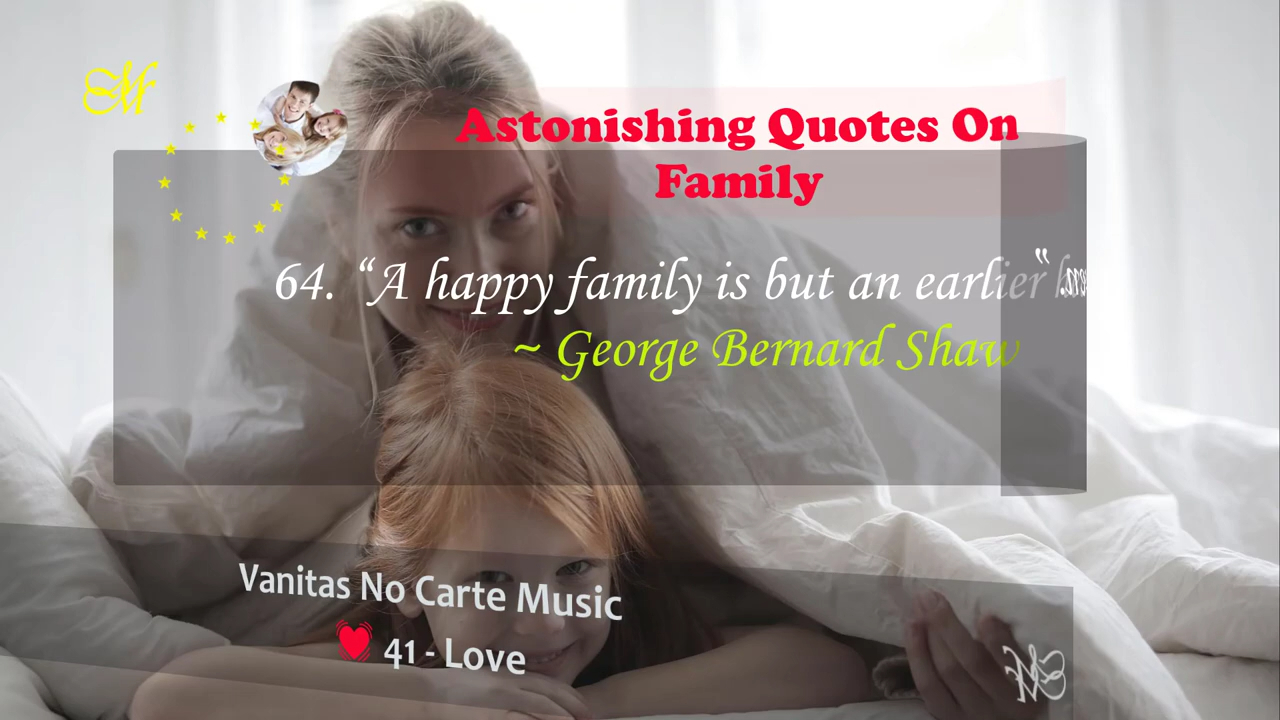 M
Astonishing Quotes On
Family
64. “A happy family is but an earlier
~ George Bernard Shaw
Vanitas No Carte Music
41 - Love